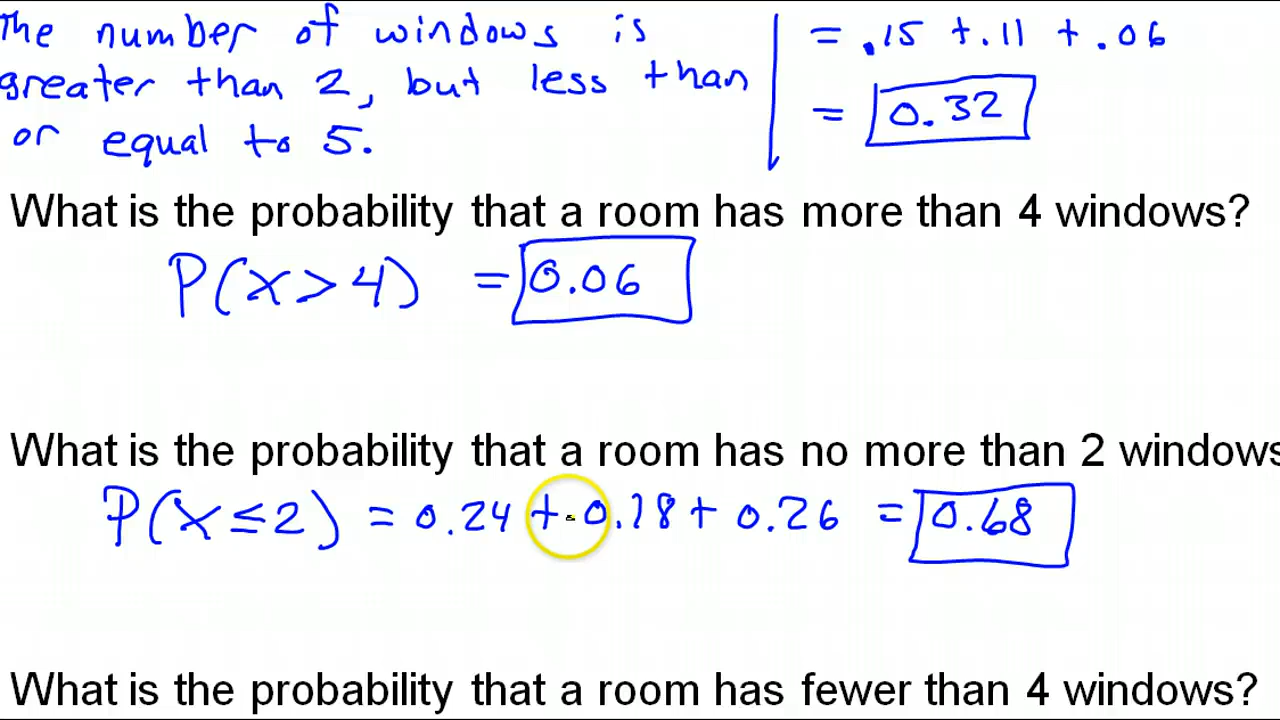 The number of windows is
greater than 2, but less than
or equal to 5.
= .15 + .11 + .06
= 0.32
What is the probability that a room has more than 4 windows?
P(X > 4) = 0.06
What is the probability that a room has no more than 2 windows
P(X ≤ 2) = 0.24 + 0.18 + 0.26 = 0.68
What is the probability that a room has fewer than 4 windows?